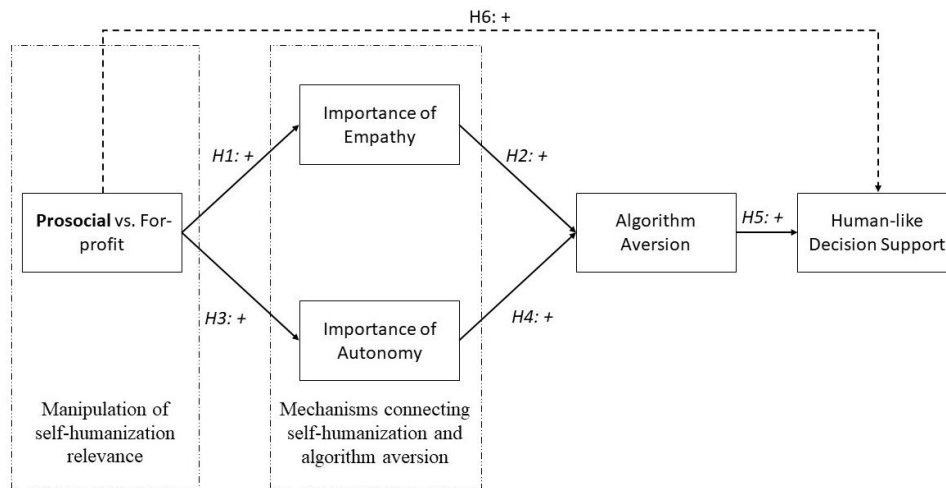 H6: +
Importance of
Empathy
H1: +
H2: +
Prosocial vs. For-
profit
Algorithm
Aversion
H5: +
Human-like
Decision Support
H3: +
H4: +
Importance of
Autonomy
Manipulation of
self-humanization
relevance
Mechanisms connecting
self-humanization and
algorithm aversion